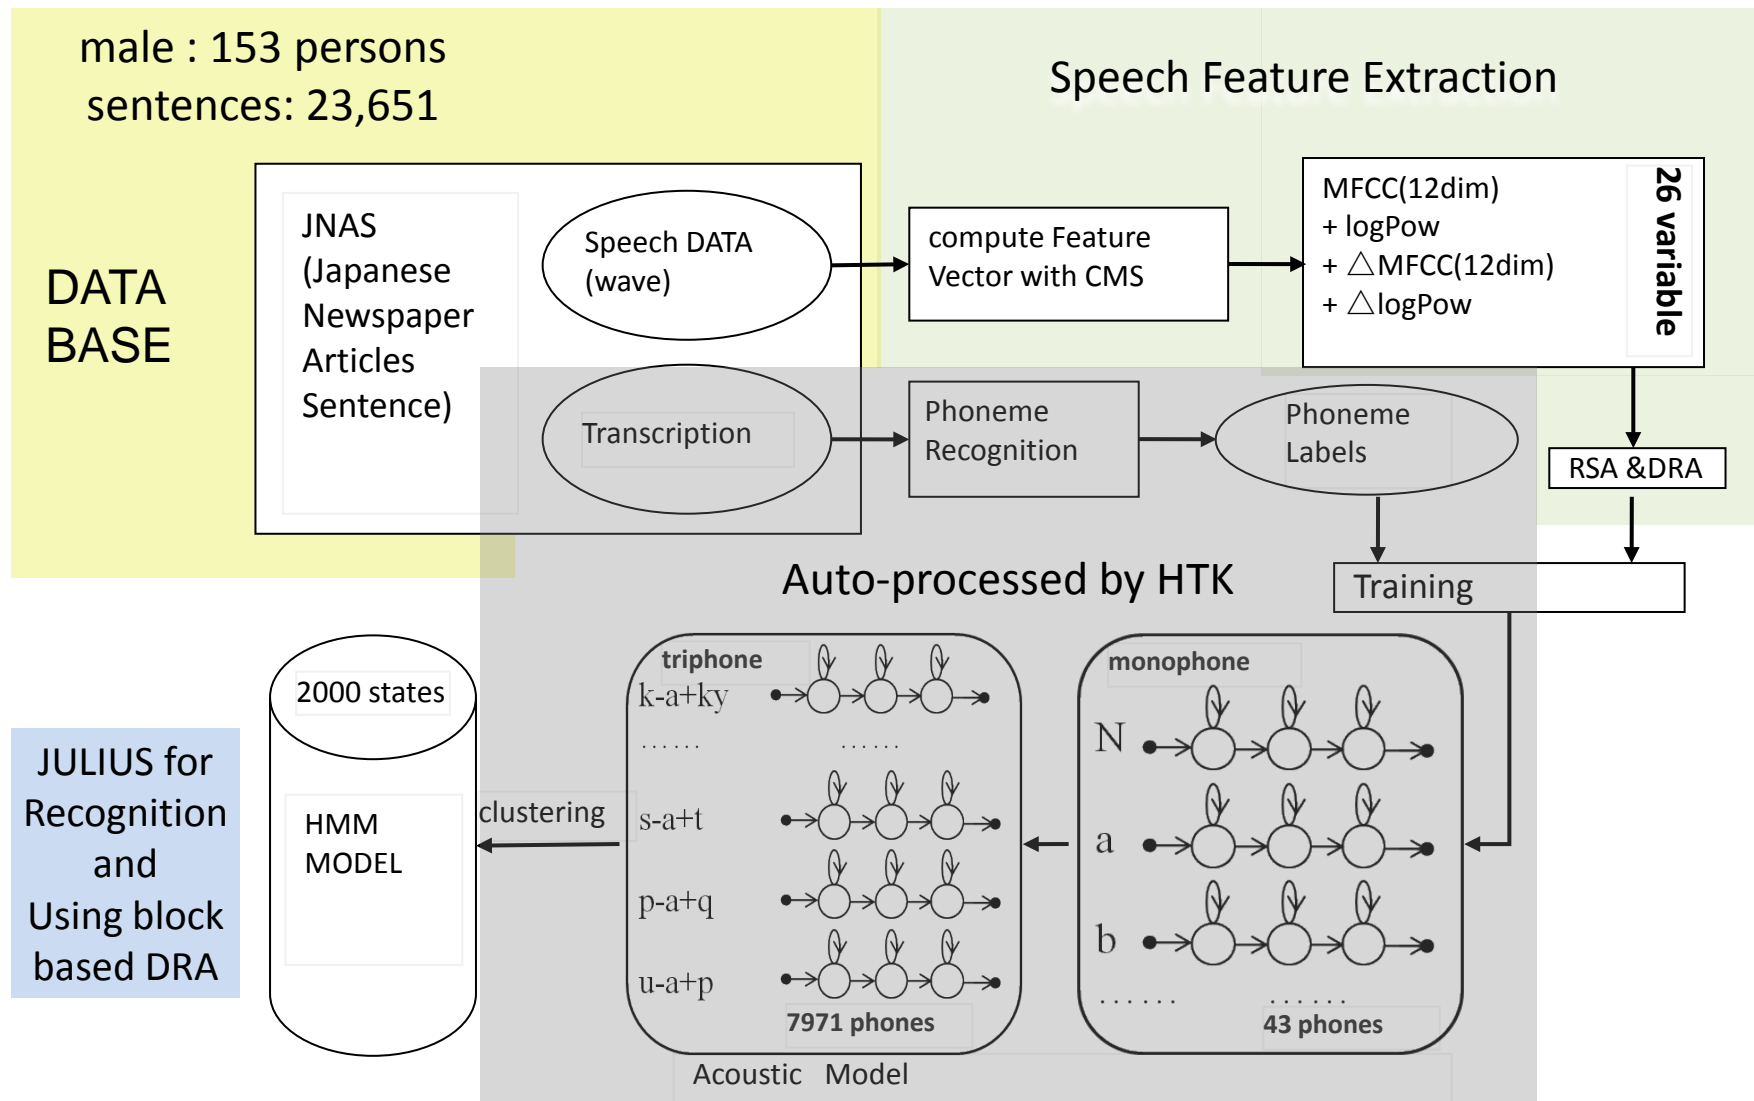 male : 153 persons
sentences: 23,651
Speech Feature Extraction
DATA
BASE
JNAS
(Japanese
Newspaper
Articles
Sentence)
Speech DATA
(wave)
compute Feature
Vector with CMS
MFCC(12dim)
+ logPow
+ △MFCC(12dim)
+ △logPow
26 variable
Transcription
Phoneme
Recognition
Phoneme
Labels
RSA &DRA
Auto-processed by HTK
Training
2000 states
HMM
MODEL
JULIUS for
Recognition
and
Using block
based DRA
clustering
triphone
k-a+ky
...... ......
s-a+t
p-a+q
u-a+p
7971 phones
monophone
N
a
b
...... ......
43 phones
Acoustic Model